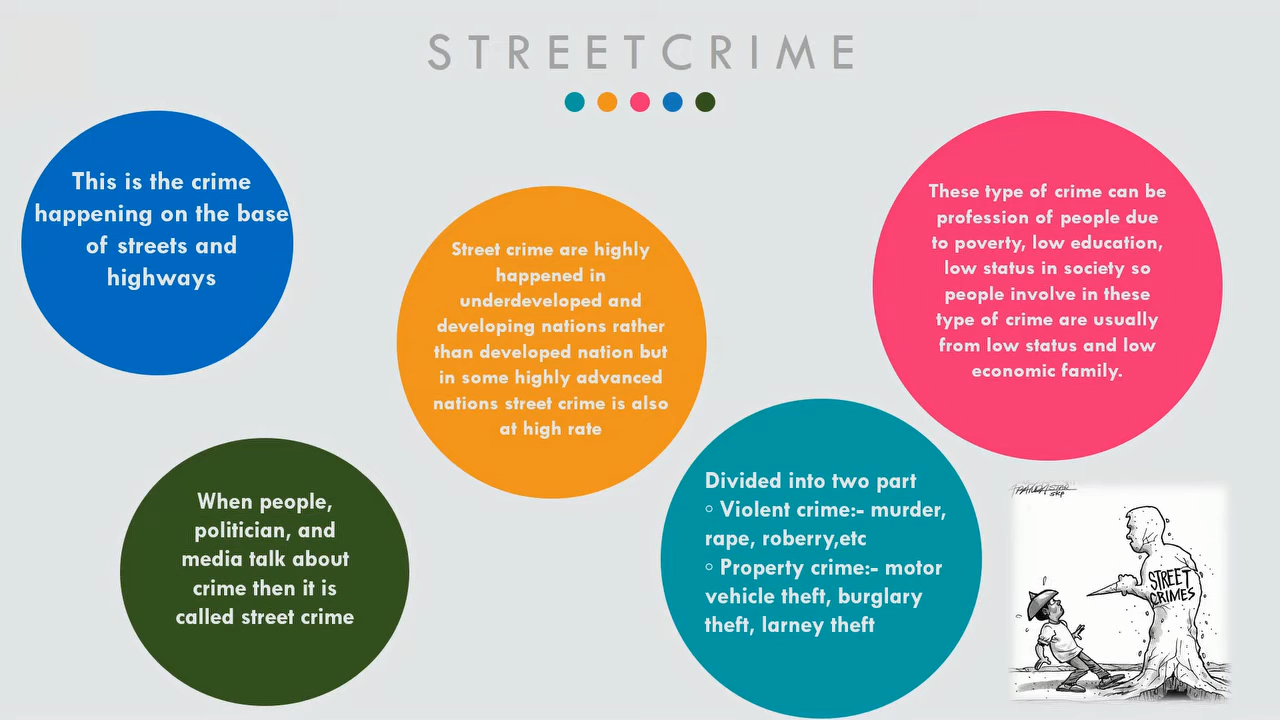 STREETCRIME
This is the crime
happening on the base
of streets and
highways
Street crime are highly
happened in
underdeveloped and
developing nations rather
than developed nation but
in some highly advanced
nations street crime is also
at high rate
These type of crime can be
profession of people due
to poverty, low education,
low status in society so
people involve in these
type of crime are usually
from low status and low
economic family.
When people,
politician, and
media talk about
crime then it is
called street crime
Divided into two part
◦ Violent crime:- murder,
rape, roberry,etc
◦ Property crime:- motor
vehicle theft, burglary
theft, larney theft
STREET
CRIMES